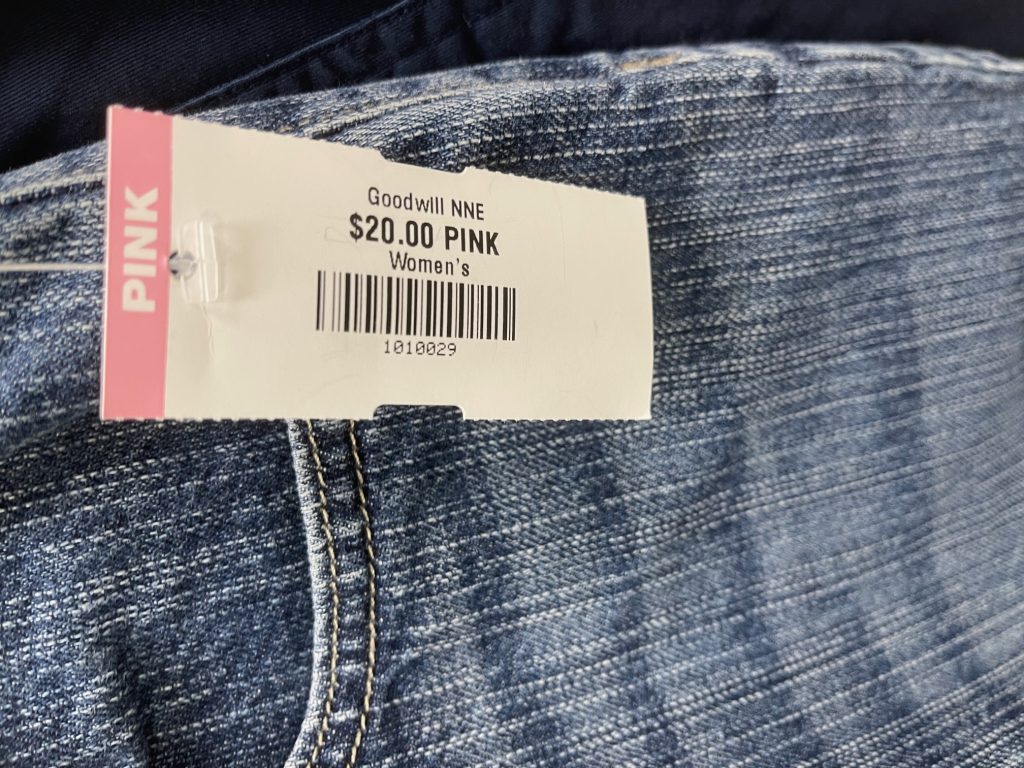 PINK
Goodwill NNE
$20.00 PINK
Women's
1010029